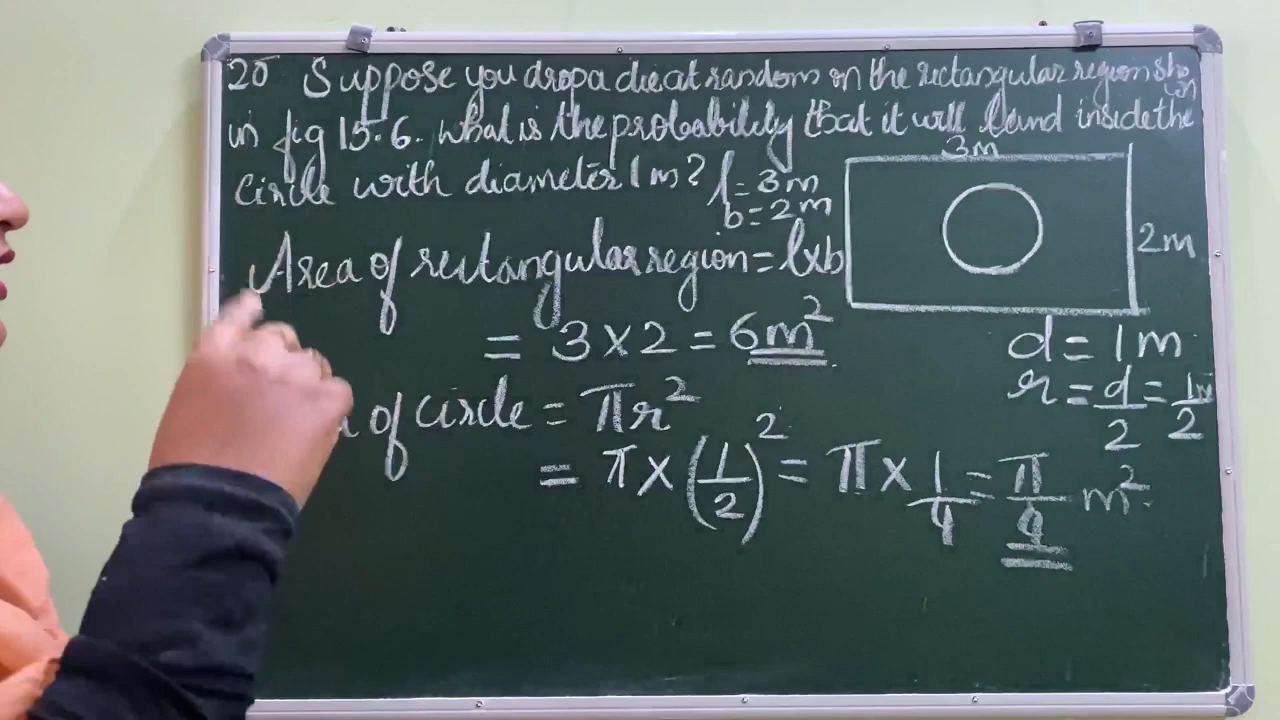 20 Suppose you drop a die at random on the rectangular region shown
in fig 15.6. what is the probability that it will land inside the
circle with diameter 1m?
l = 3m
b = 2m
3m
2m
Area of rectangular region = l×b
= 3 × 2 = 6m²
d = 1m
r = d/2 = 1m/2
of circle = πr²
= π × (1/2)² = π × 1/4 = π/4 m²